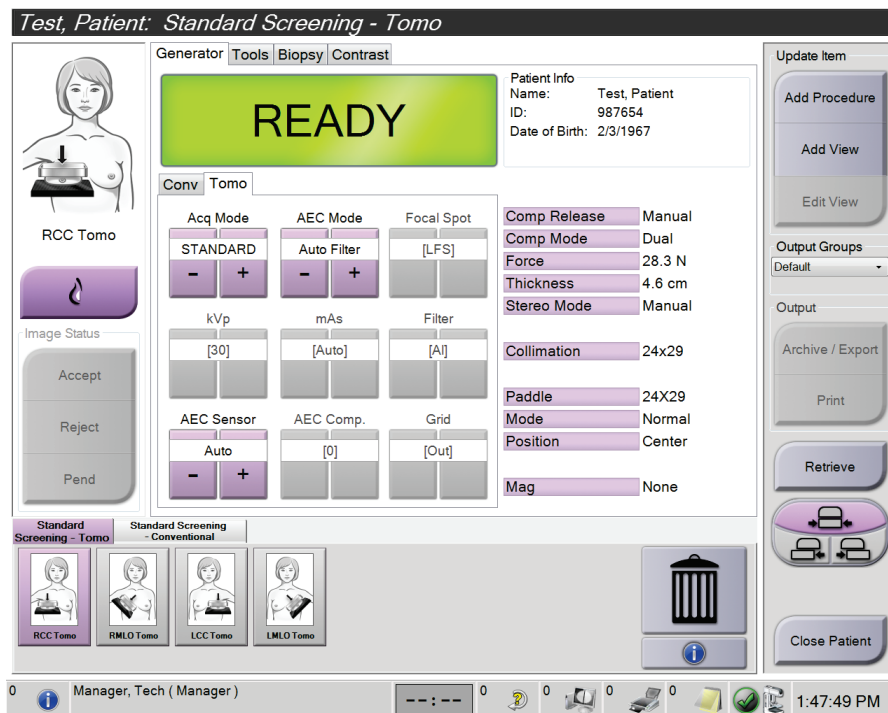 Test, Patient: Standard Screening - Tomo
Generator Tools Biopsy Contrast
READY
Patient Info
Name: Test, Patient
ID: 987654
Date of Birth: 2/3/1967
RCC Tomo
Conv Tomo
Acq Mode AEC Mode Focal Spot
STANDARD Auto Filter [LFS]
- + - +
kVp mAs Filter
[30] [Auto] [Al]
AEC Sensor AEC Comp. Grid
Auto [0] [Out]
- +
Comp Release Manual
Comp Mode Dual
Force 28.3 N
Thickness 4.6 cm
Stereo Mode Manual
Collimation 24x29
Paddle 24X29
Mode Normal
Position Center
Mag None
Image Status
Accept
Reject
Pend
Update Item
Add Procedure
Add View
Edit View
Output Groups
Default
Output
Archive / Export
Print
Retrieve
Close Patient
Standard
Screening - Tomo
Standard Screening
- Conventional
RCC Tomo RMLO Tomo LCC Tomo LMLO Tomo
i
0 i Manager, Tech ( Manager ) --:-- 0 ? 0 0 0 1:47:49 PM